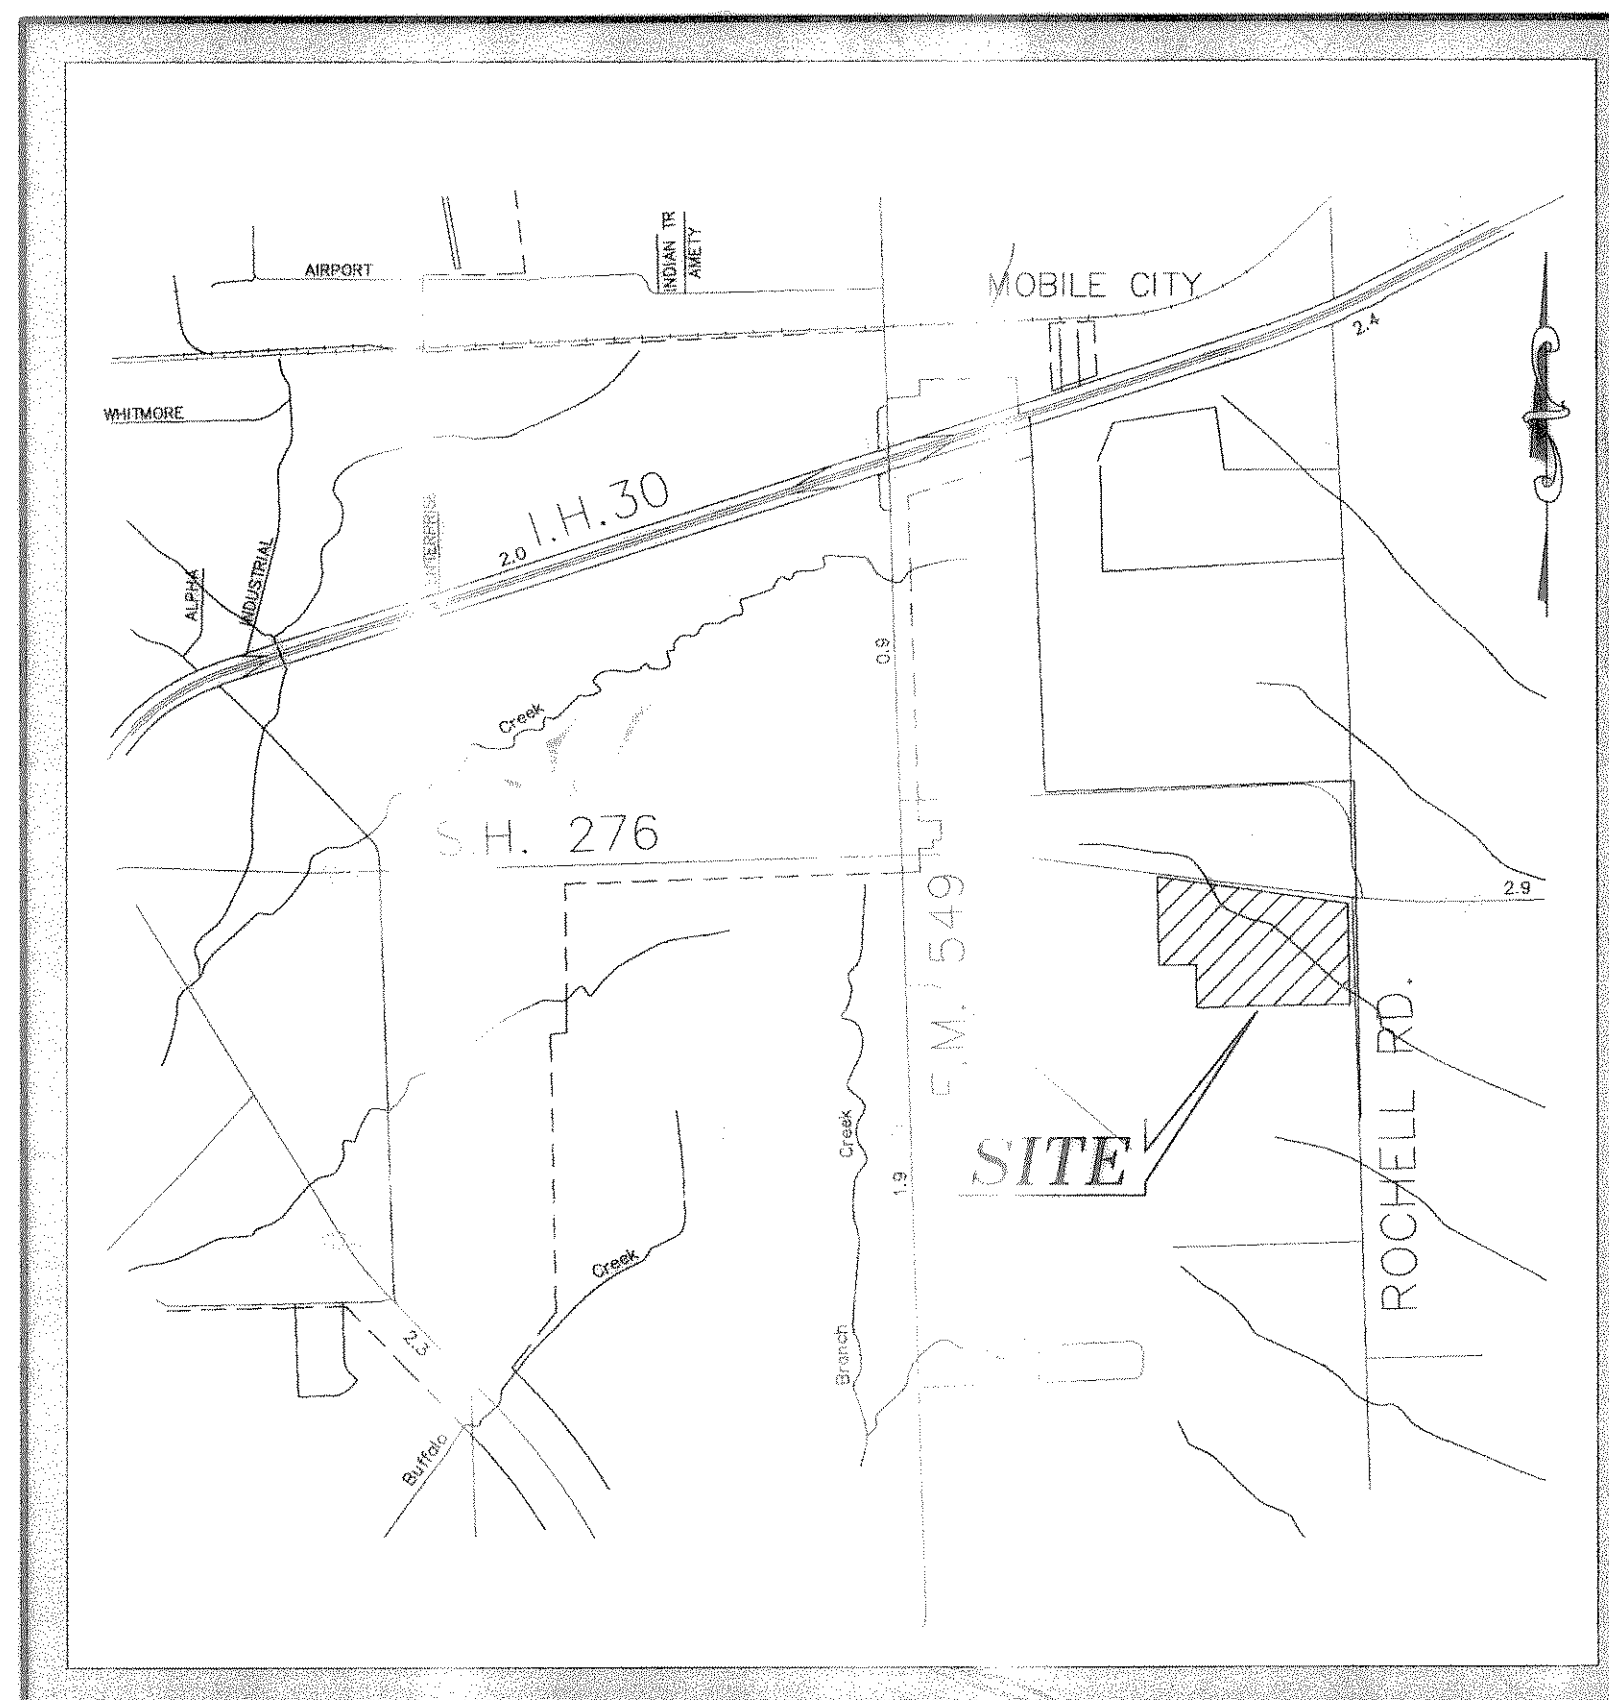 INDIAN TR
AMETY
AIRPORT
MOBILE CITY
2.4
WHITMORE
I.H.30
2.0
ALPHA
INDUSTRIAL
0.9
Creek
S.H. 276
2.9
F.M. 549
ROCHELL RD.
Creek
SITE
1.9
Creek
2.3
Branch
Buffalo